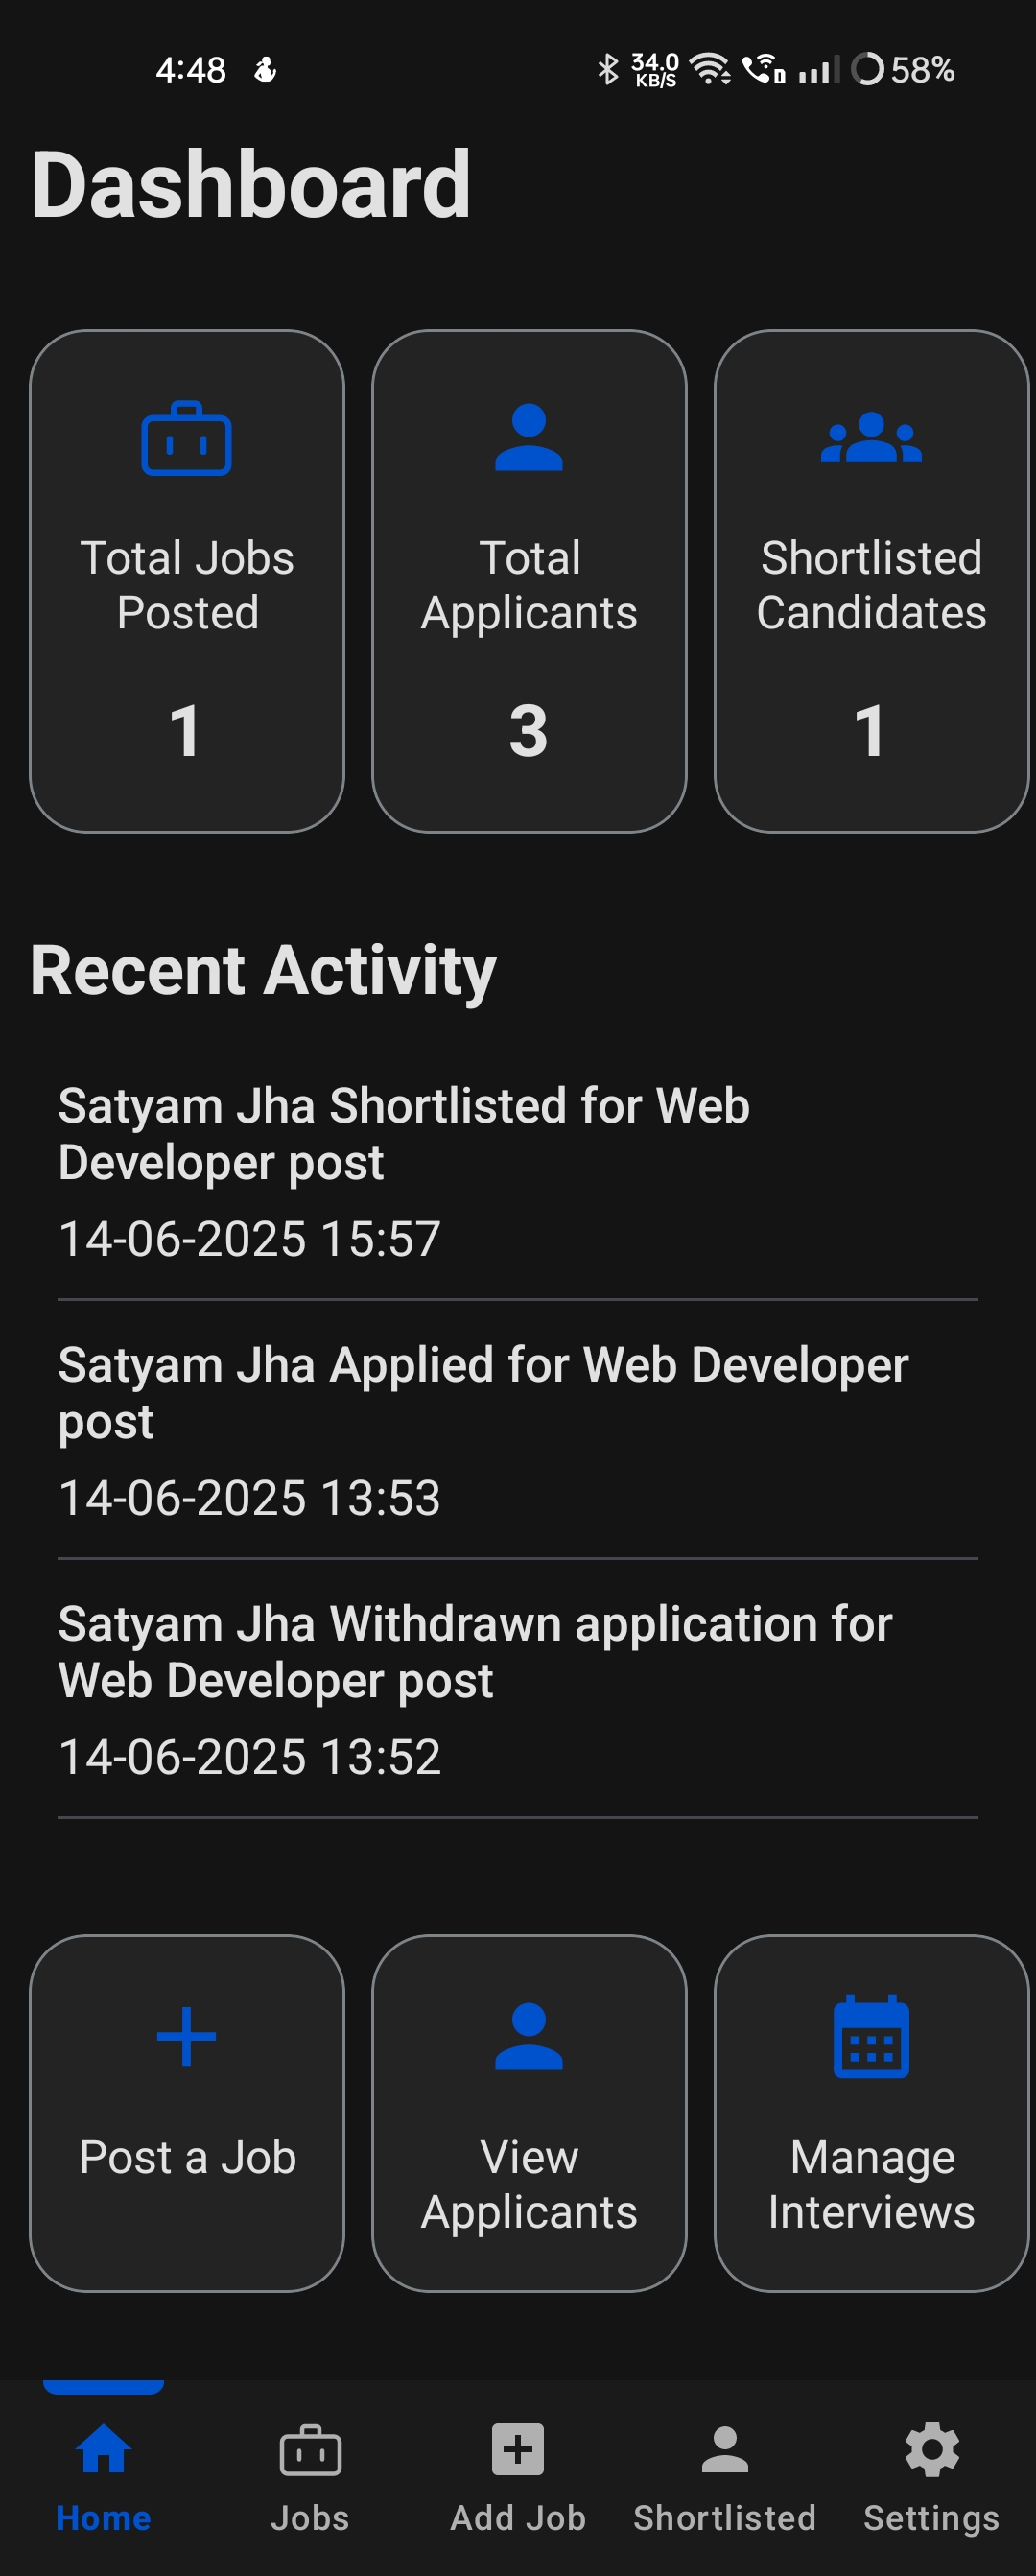 4:48 34.0 KB/S 58%
Dashboard
Total Jobs
Posted
1
Total
Applicants
3
Shortlisted
Candidates
1
Recent Activity
Satyam Jha Shortlisted for Web
Developer post
14-06-2025 15:57
Satyam Jha Applied for Web Developer
post
14-06-2025 13:53
Satyam Jha Withdrawn application for
Web Developer post
14-06-2025 13:52
Post a Job
View
Applicants
Manage
Interviews
Home Jobs Add Job Shortlisted Settings